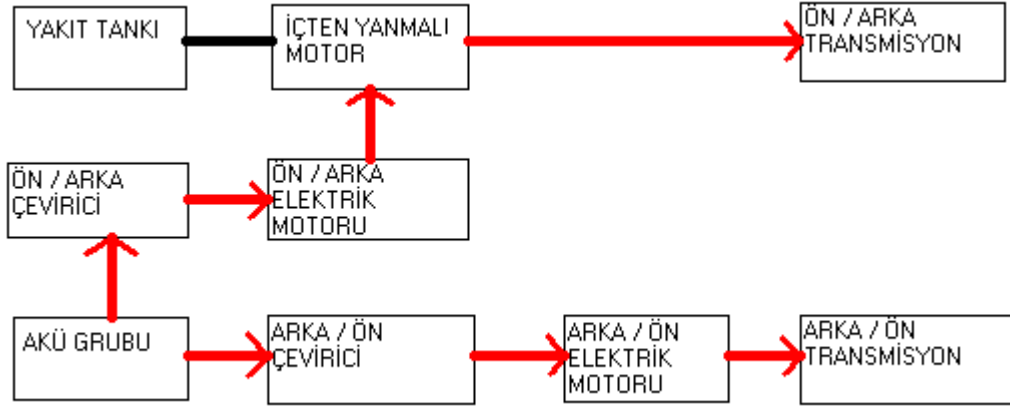 YAKIT TANKI
İÇTEN YANMALI
MOTOR
ÖN / ARKA
TRANSMİSYON
ÖN / ARKA
ÇEVİRİCİ
ÖN / ARKA
ELEKTRİK
MOTORU
AKÜ GRUBU
ARKA / ÖN
ÇEVİRİCİ
ARKA / ÖN
ELEKTRİK
MOTORU
ARKA / ÖN
TRANSMİSYON